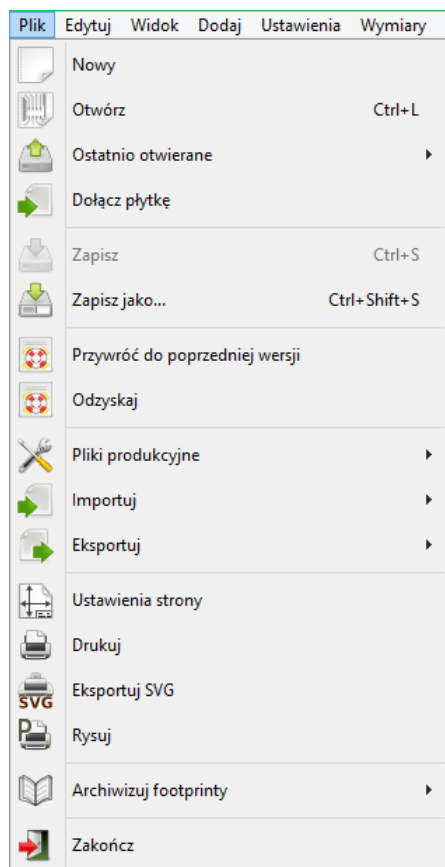 Plik Edytuj Widok Dodaj Ustawienia Wymiary
Nowy
Otwórz Ctrl+L
Ostatnio otwierane
Dołącz płytkę
Zapisz Ctrl+S
Zapisz jako... Ctrl+Shift+S
Przywróć do poprzedniej wersji
Odzyskaj
Pliki produkcyjne
Importuj
Eksportuj
Ustawienia strony
Drukuj
SVG Eksportuj SVG
P Rysuj
Archiwizuj footprinty
Zakończ